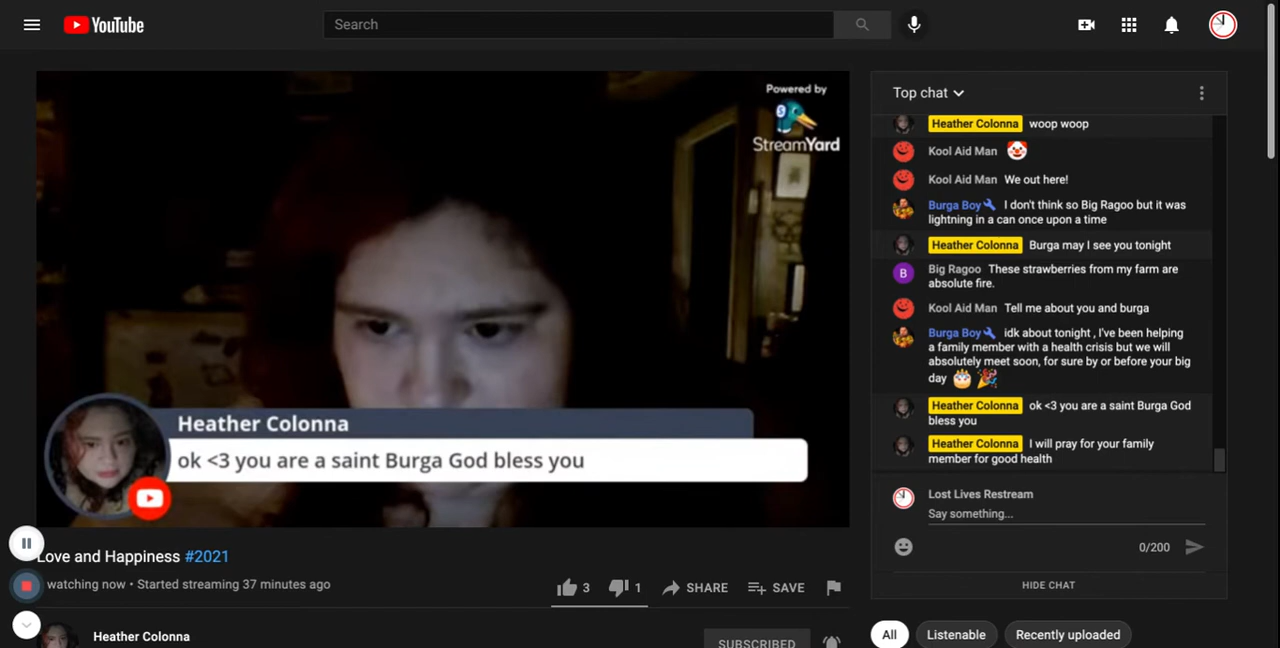 YouTube
Search
Powered by
StreamYard
Heather Colonna
ok <3 you are a saint Burga God bless you
Love and Happiness #2021
watching now • Started streaming 37 minutes ago
3
1
SHARE
SAVE
Heather Colonna
SUBSCRIBED
Top chat
Heather Colonna woop woop
Kool Aid Man 🤡
Kool Aid Man We out here!
Burga Boy I don't think so Big Ragoo but it was
lightning in a can once upon a time
Heather Colonna Burga may I see you tonight
B
Big Ragoo These strawberries from my farm are
absolute fire.
Kool Aid Man Tell me about you and burga
Burga Boy idk about tonight , I've been helping
a family member with a health crisis but we will
absolutely meet soon, for sure by or before your big
day 🎂 🎉
Heather Colonna ok <3 you are a saint Burga God
bless you
Heather Colonna I will pray for your family
member for good health
Lost Lives Restream
Say something...
0/200
HIDE CHAT
All
Listenable
Recently uploaded